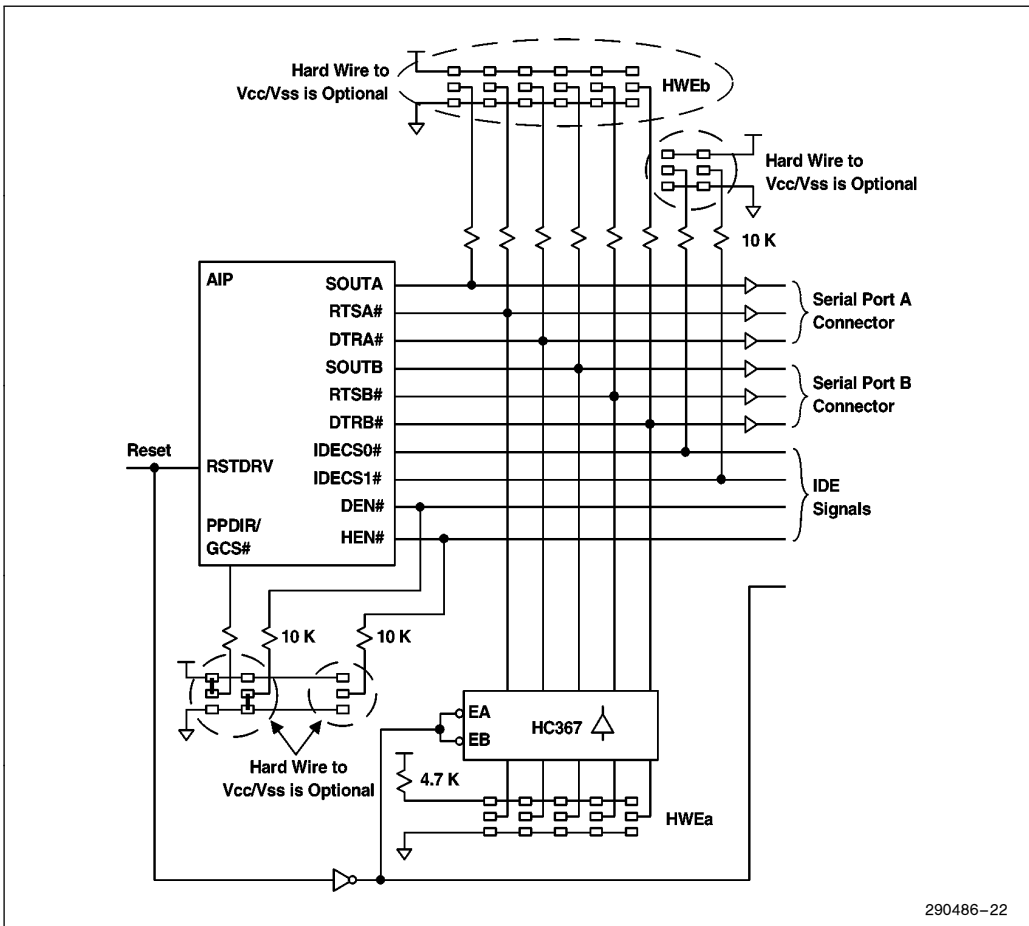 Hard Wire to
Vcc/Vss is Optional
HWEb
Hard Wire to
Vcc/Vss is Optional
10 K
AIP
SOUTA
RTSA#
DTRA#
SOUTB
RTSB#
DTRB#
IDECS0#
IDECS1#
DEN#
HEN#
Serial Port A
Connector
Serial Port B
Connector
IDE
Signals
Reset
RSTDRV
PPDIR/
GCS#
10 K
10 K
Hard Wire to
Vcc/Vss is Optional
EA
EB
HC367
4.7 K
HWEa
290486–22